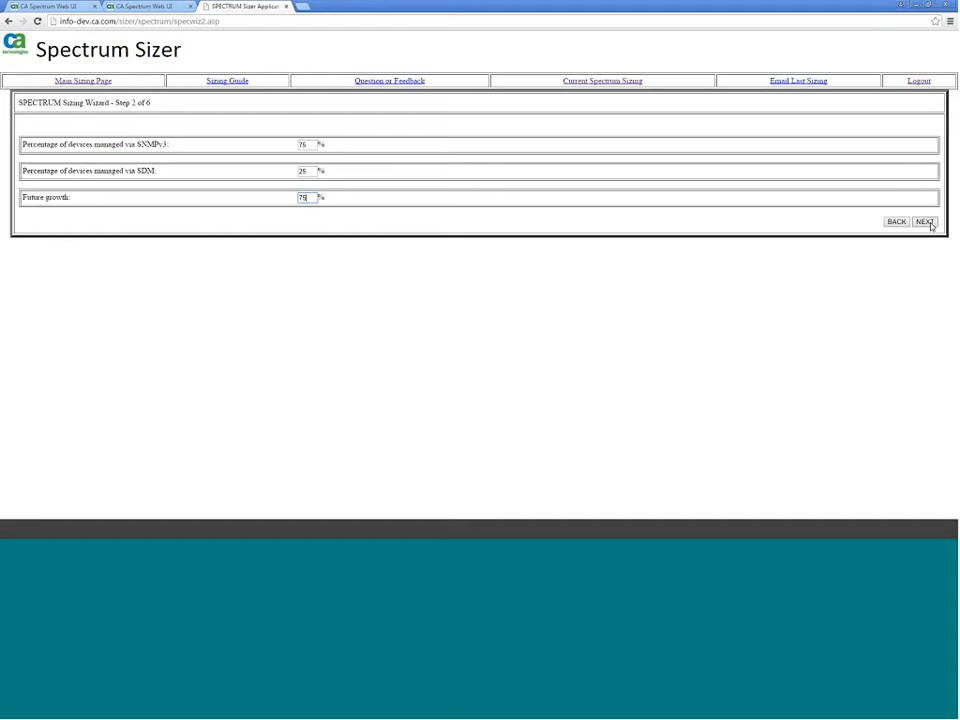 CA Spectrum Web UI
CA Spectrum Web UI
SPECTRUM Sizer Applicat
info-dev.ca.com/sizer/spectrum/specwiz2.asp
ca
technologies
Spectrum Sizer
Main Sizing Page
Sizing Guide
Question or Feedback
Current Spectrum Sizing
Email Last Sizing
Logout
SPECTRUM Sizing Wizard - Step 2 of 6
Percentage of devices managed via SNMPv3: 75 %
Percentage of devices managed via SDM: 25 %
Future growth: 75 %
BACK NEXT